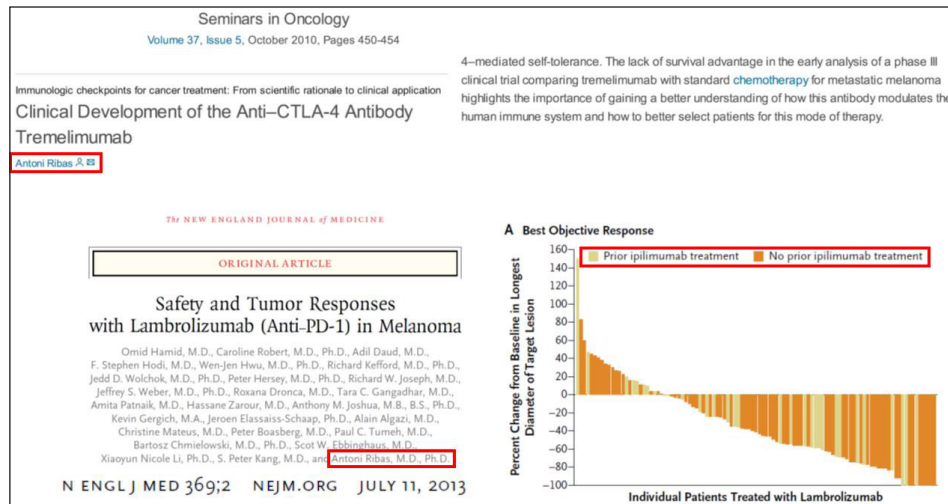 Seminars in Oncology
Volume 37, Issue 5, October 2010, Pages 450-454
Immunologic checkpoints for cancer treatment: From scientific rationale to clinical application
Clinical Development of the Anti–CTLA-4 Antibody
Tremelimumab
Antoni Ribas
4–mediated self-tolerance. The lack of survival advantage in the early analysis of a phase III
clinical trial comparing tremelimumab with standard chemotherapy for metastatic melanoma
highlights the importance of gaining a better understanding of how this antibody modulates the
human immune system and how to better select patients for this mode of therapy.
The NEW ENGLAND JOURNAL of MEDICINE
ORIGINAL ARTICLE
Safety and Tumor Responses
with Lambrolizumab (Anti–PD-1) in Melanoma
Omid Hamid, M.D., Caroline Robert, M.D., Ph.D., Adil Daud, M.D.,
F. Stephen Hodi, M.D., Wen-Jen Hwu, M.D., Ph.D., Richard Kefford, M.D., Ph.D.,
Jedd D. Wolchok, M.D., Ph.D., Peter Hersey, M.D., Ph.D., Richard W. Joseph, M.D.,
Jeffrey S. Weber, M.D., Ph.D., Roxana Dronca, M.D., Tara C. Gangadhar, M.D.,
Amita Patnaik, M.D., Hassane Zarour, M.D., Anthony M. Joshua, M.B., B.S., Ph.D.,
Kevin Gergich, M.A., Jeroen Elassaiss-Schaap, Ph.D., Alain Algazi, M.D.,
Christine Mateus, M.D., Peter Boasberg, M.D., Paul C. Tumeh, M.D.,
Bartosz Chmielowski, M.D., Ph.D., Scot W. Ebbinghaus, M.D.,
Xiaoyun Nicole Li, Ph.D., S. Peter Kang, M.D., and Antoni Ribas, M.D., Ph.D.
N ENGL J MED 369;2 NEJM.ORG JULY 11, 2013
A Best Objective Response
Prior ipilimumab treatment No prior ipilimumab treatment
Percent Change from Baseline in Longest
Diameter of Target Lesion
160
140
120
100
80
60
40
20
0
−20
−40
−60
−80
−100
Individual Patients Treated with Lambrolizumab